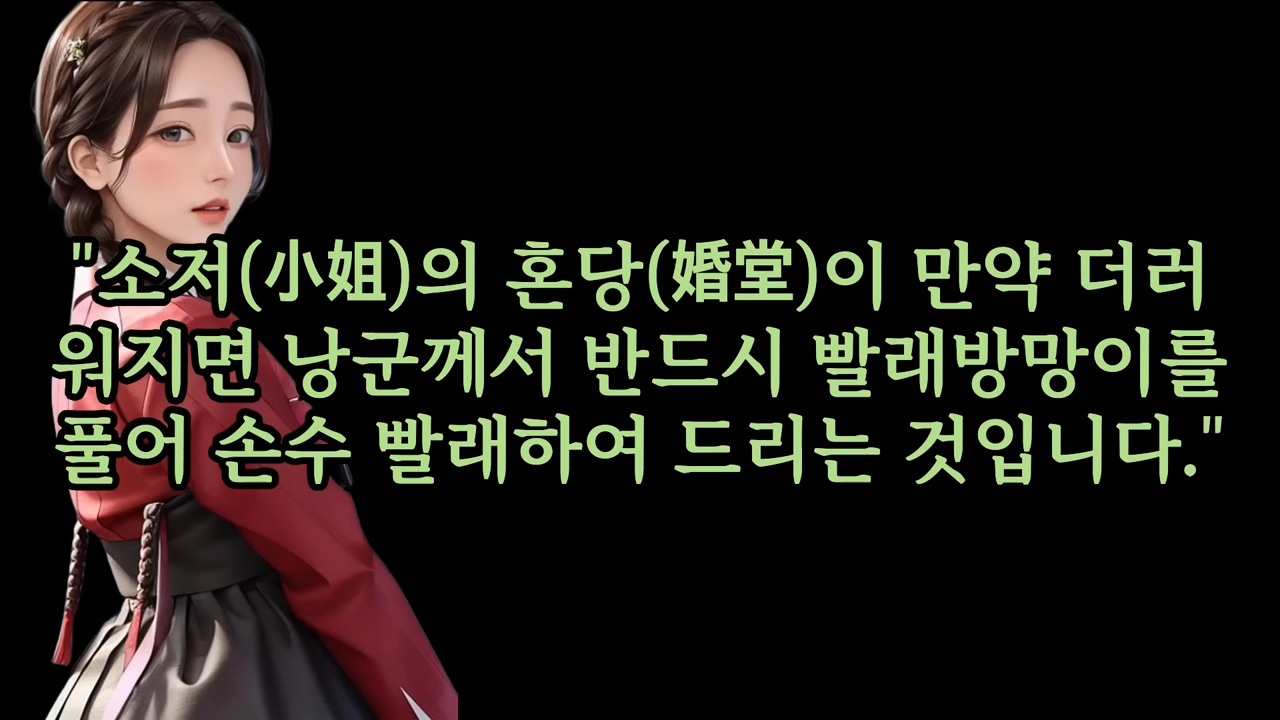 "소저(小姐)의 혼당(婚堂)이 만약 더러
워지면 낭군께서 반드시 빨래방망이를
풀어 손수 빨래하여 드리는 것입니다."